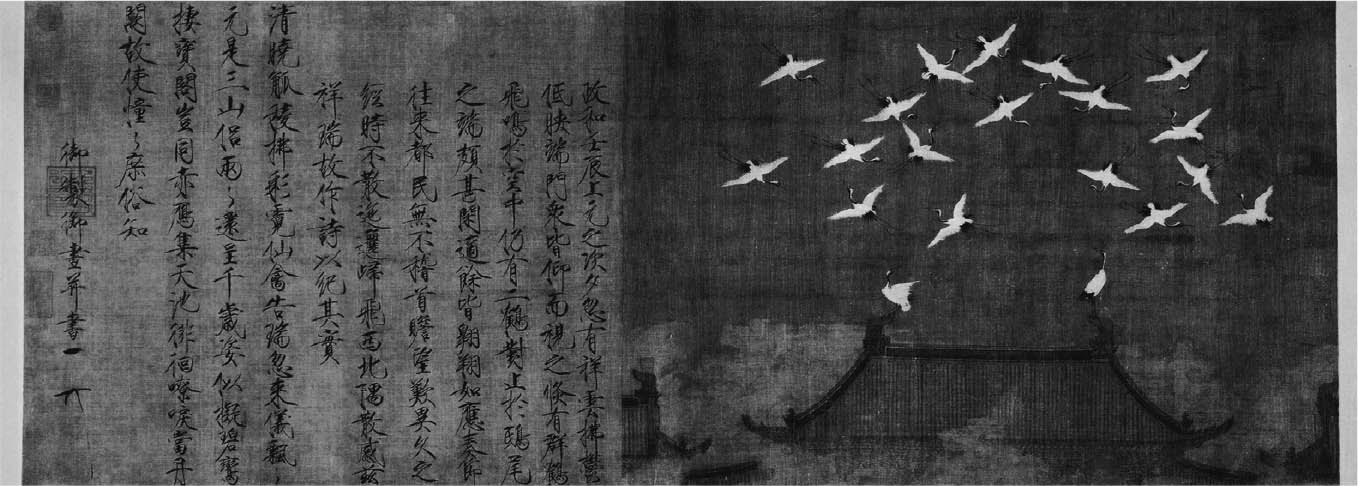 政和壬辰上元之次夕忽有祥雲拂鬱
低映端門衆皆仰而視之倐有群鶴
飛鳴於空中仍有二鶴對止於鴟尾
之端頗甚閑適餘皆翱翔如應奏節
往來都民無不稽首瞻望歎異久之
經時不散迤邐歸飛西北隅散感茲
祥瑞故作詩以紀其實
清曉觚稜拂彩霓仙禽告瑞忽來儀飄〻
元是三山侶兩〻還呈千歲姿似擬碧鸞
棲寶閣豈同赤鴈集天池徘徊嘹唳當丹
闕故使憧〻庶俗知
御製御畫并書